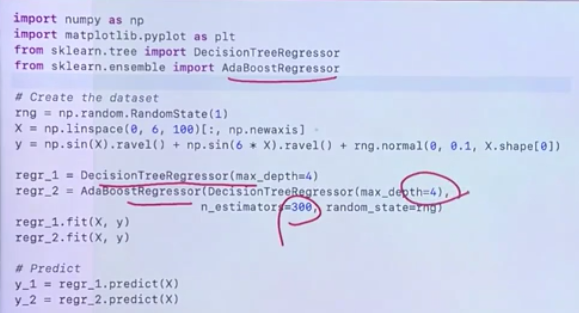 import numpy as np
import matplotlib.pyplot as plt
from sklearn.tree import DecisionTreeRegressor
from sklearn.ensemble import AdaBoostRegressor
# Create the dataset
rng = np.random.RandomState(1)
X = np.linspace(0, 6, 100)[:, np.newaxis]
y = np.sin(X).ravel() + np.sin(6 * X).ravel() + rng.normal(0, 0.1, X.shape[0])
regr_1 = DecisionTreeRegressor(max_depth=4)
regr_2 = AdaBoostRegressor(DecisionTreeRegressor(max_depth=4),
n_estimators=300, random_state=rng)
regr_1.fit(X, y)
regr_2.fit(X, y)
# Predict
y_1 = regr_1.predict(X)
y_2 = regr_2.predict(X)